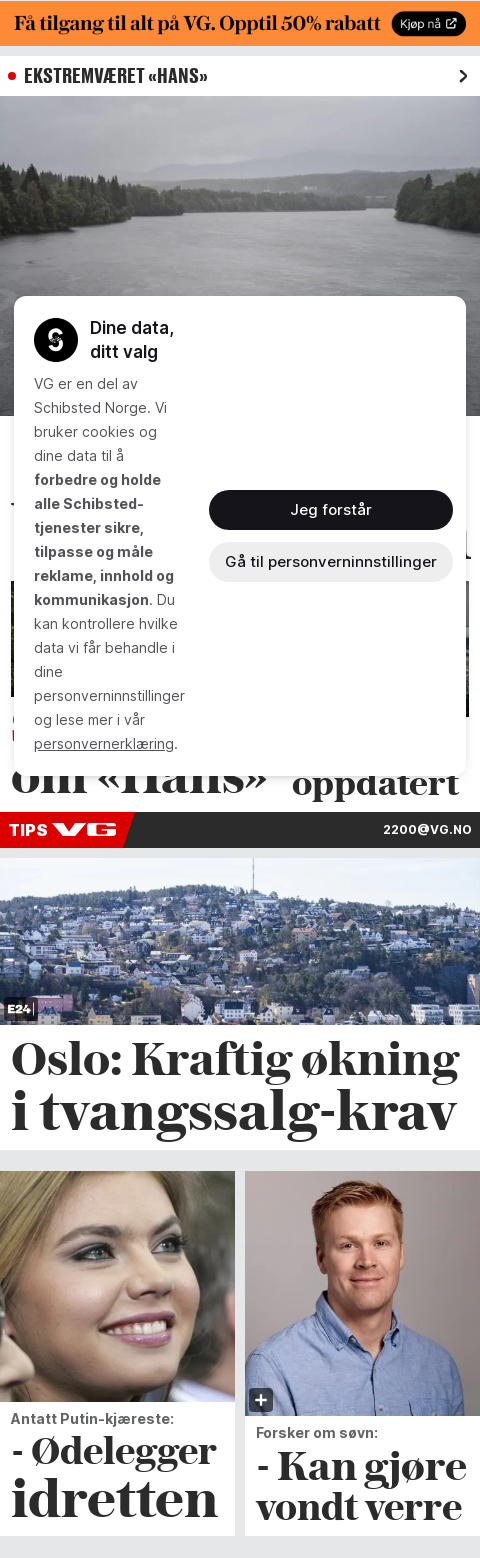 Få tilgang til alt på VG. Opptil 50% rabatt
Kjøp nå
EKSTREMVÆRET «HANS»
Dine data,
ditt valg
VG er en del av
Schibsted Norge. Vi
bruker cookies og
dine data til å
forbedre og holde
alle Schibsted-
tjenester sikre,
tilpasse og måle
reklame, innhold og
kommunikasjon. Du
kan kontrollere hvilke
data vi får behandle i
dine
personverninnstillinger
og lese mer i vår
personvernerklæring.
Jeg forstår
Gå til personverninnstillinger
om «Hans»
oppdatert
TIPS VG
2200@VG.NO
E24
Oslo: Kraftig økning
i tvangssalg-krav
Antatt Putin-kjæreste:
- Ødelegger
idretten
Forsker om søvn:
- Kan gjøre
vondt verre